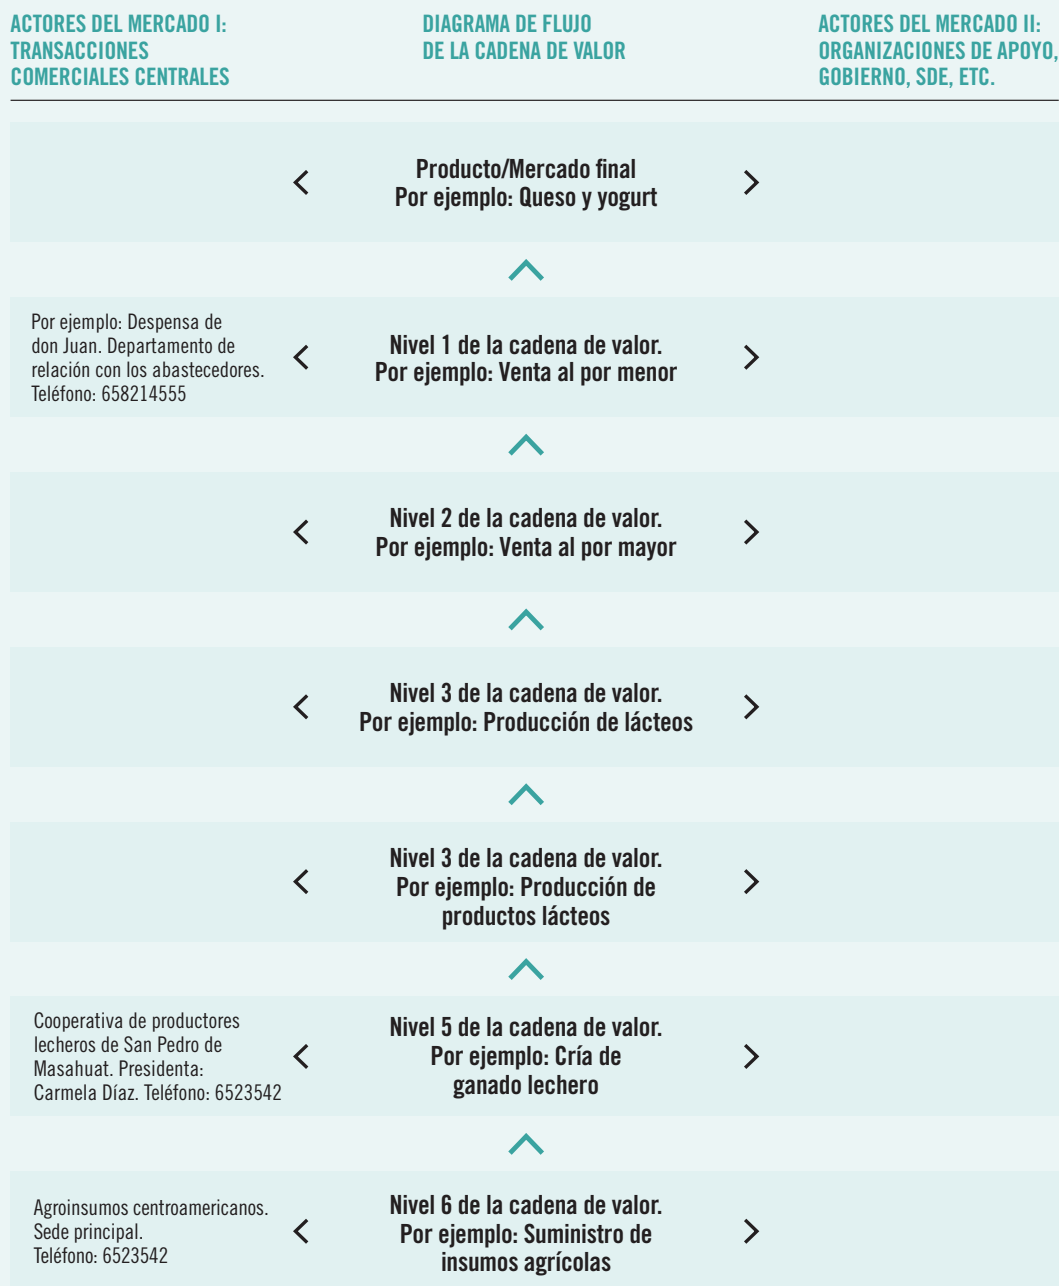 ACTORES DEL MERCADO I:
TRANSACCIONES
COMERCIALES CENTRALES
DIAGRAMA DE FLUJO
DE LA CADENA DE VALOR
ACTORES DEL MERCADO II:
ORGANIZACIONES DE APOYO,
GOBIERNO, SDE, ETC.
Producto/Mercado final
Por ejemplo: Queso y yogurt
Por ejemplo: Despensa de
don Juan. Departamento de
relación con los abastecedores.
Teléfono: 658214555
Nivel 1 de la cadena de valor.
Por ejemplo: Venta al por menor
Nivel 2 de la cadena de valor.
Por ejemplo: Venta al por mayor
Nivel 3 de la cadena de valor.
Por ejemplo: Producción de lácteos
Nivel 3 de la cadena de valor.
Por ejemplo: Producción de
productos lácteos
Cooperativa de productores
lecheros de San Pedro de
Masahuat. Presidenta:
Carmela Díaz. Teléfono: 6523542
Nivel 5 de la cadena de valor.
Por ejemplo: Cría de
ganado lechero
Agroinsumos centroamericanos.
Sede principal.
Teléfono: 6523542
Nivel 6 de la cadena de valor.
Por ejemplo: Suministro de
insumos agrícolas